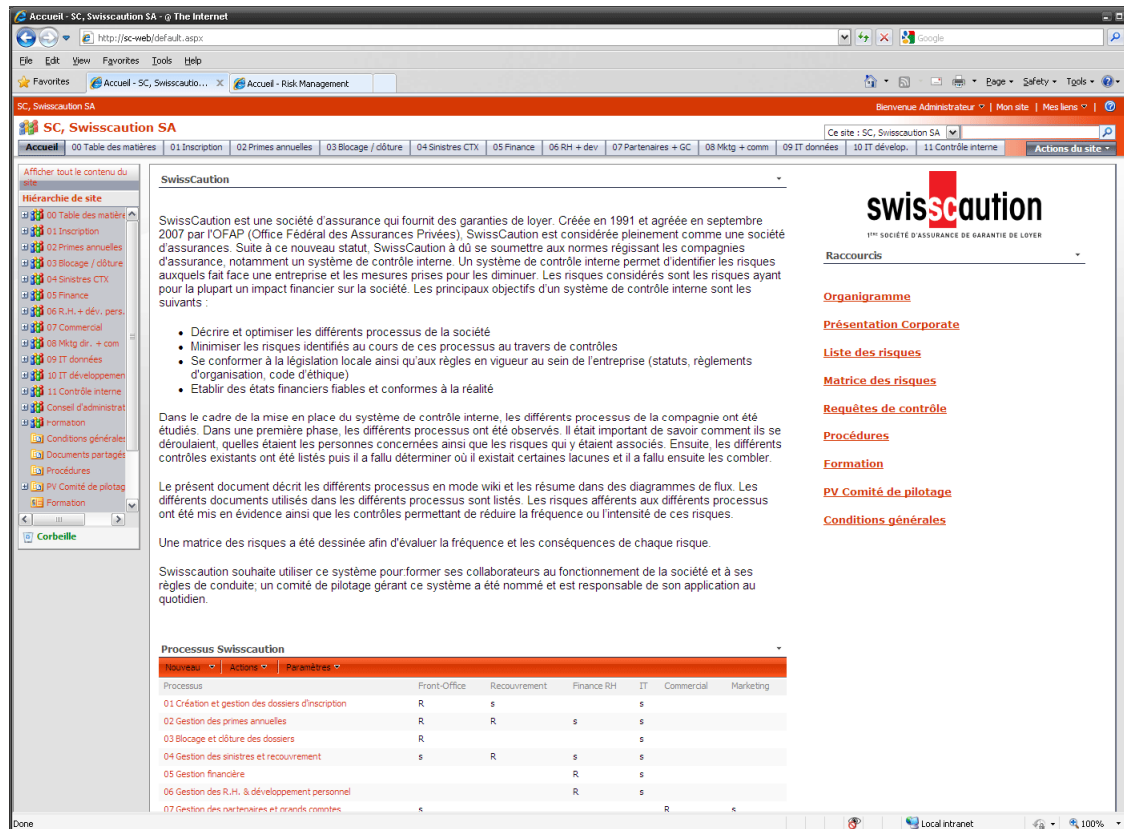 Accueil - SC, Swisscaution SA - @ The Internet
http://sc-web/default.aspx
Google
File Edit View Favorites Tools Help
Favorites Accueil - SC, Swisscautio... Accueil - Risk Management Page Safety Tools
SC, Swisscaution SA Bienvenue Administrateur | Mon site | Mes liens |
SC, Swisscaution SA Ce site : SC, Swisscaution SA
Accueil 00 Table des matières 01 Inscription 02 Primes annuelles 03 Blocage / clôture 04 Sinistres CTX 05 Finance 06 RH + dev 07 Partenaires + GC 08 Mktg + comm 09 IT données 10 IT dévelop. 11 Contrôle interne Actions du site
Afficher tout le contenu du
site
Hiérarchie de site
00 Table des matière
01 Inscription
02 Primes annuelles
03 Blocage / clôture
04 Sinistres CTX
05 Finance
06 R.H. + dév. pers.
07 Commercial
08 Mktg dir. + com
09 IT données
10 IT développemen
11 Contrôle interne
Conseil d'administrat
Formation
Conditions générales
Documents partagés
Procédures
PV Comité de pilotag
Formation
Corbeille
SwissCaution
SwissCaution est une société d'assurance qui fournit des garanties de loyer. Créée en 1991 et agréée en septembre
2007 par l'OFAP (Office Fédéral des Assurances Privées), SwissCaution est considérée pleinement comme une société
d'assurances. Suite à ce nouveau statut, SwissCaution à dû se soumettre aux normes régissant les compagnies
d'assurance, notamment un système de contrôle interne. Un système de contrôle interne permet d'identifier les risques
auxquels fait face une entreprise et les mesures prises pour les diminuer. Les risques considérés sont les risques ayant
pour la plupart un impact financier sur la société. Les principaux objectifs d'un système de contrôle interne sont les
suivants :
• Décrire et optimiser les différents processus de la société
• Minimiser les risques identifiés au cours de ces processus au travers de contrôles
• Se conformer à la législation locale ainsi qu'aux règles en vigueur au sein de l'entreprise (statuts, règlements
d'organisation, code d'éthique)
• Etablir des états financiers fiables et conformes à la réalité
Dans le cadre de la mise en place du système de contrôle interne, les différents processus de la compagnie ont été
étudiés. Dans une première phase, les différents processus ont été observés. Il était important de savoir comment ils se
déroulaient, quelles étaient les personnes concernées ainsi que les risques qui y étaient associés. Ensuite, les différents
contrôles existants ont été listés puis il a fallu déterminer où il existait certaines lacunes et il a fallu ensuite les combler.
Le présent document décrit les différents processus en mode wiki et les résume dans des diagrammes de flux. Les
différents documents utilisés dans les différents processus sont listés. Les risques afférents aux différents processus
ont été mis en évidence ainsi que les contrôles permettant de réduire la fréquence ou l'intensité de ces risques.
Une matrice des risques a été dessinée afin d'évaluer la fréquence et les conséquences de chaque risque.
Swisscaution souhaite utiliser ce système pour:former ses collaborateurs au fonctionnement de la société et à ses
règles de conduite; un comité de pilotage gérant ce système a été nommé et est responsable de son application au
quotidien.
Processus Swisscaution
Nouveau Actions Paramètres
Processus Front-Office Recouvrement Finance RH IT Commercial Marketing
01 Création et gestion des dossiers d'inscription R s s
02 Gestion des primes annuelles R R s s
03 Blocage et clôture des dossiers R s
04 Gestion des sinistres et recouvrement s R s s
05 Gestion financière R s
06 Gestion des R.H. & développement personnel R s
07 Gestion des partenaires et grands comptes s R s
swisscaution
1ÈRE SOCIÉTÉ D'ASSURANCE DE GARANTIE DE LOYER
Raccourcis
Organigramme
Présentation Corporate
Liste des risques
Matrice des risques
Requêtes de contrôle
Procédures
Formation
PV Comité de pilotage
Conditions générales
Done Local intranet 100%